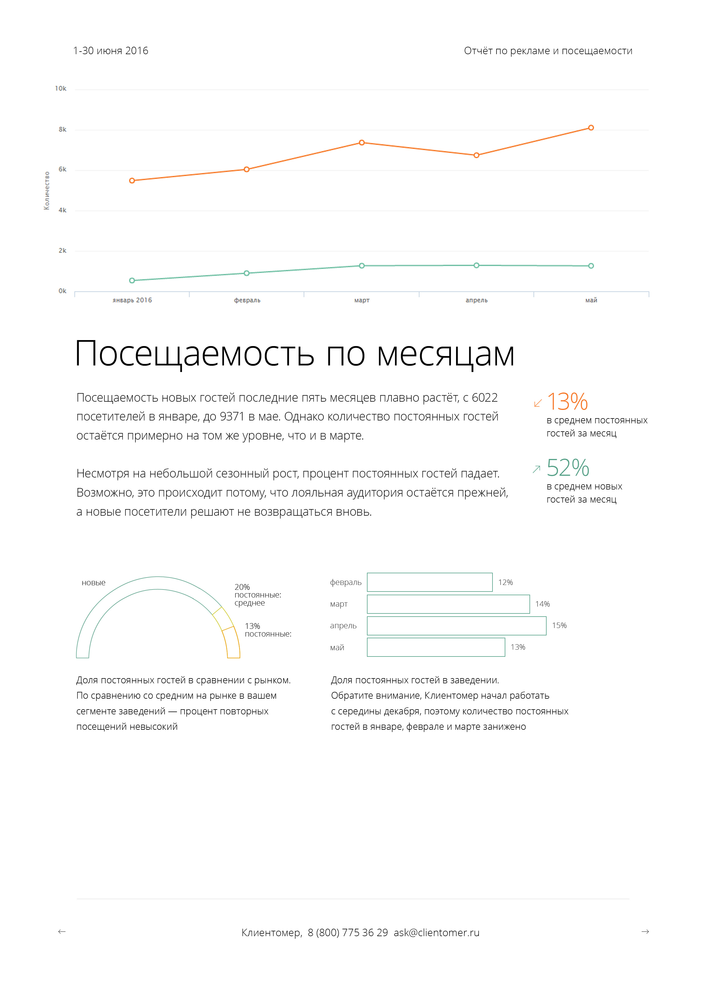 1-30 июня 2016
Отчёт по рекламе и посещаемости
10k
8k
6k
4k
2k
0k
Количество
январь 2016
февраль
март
апрель
май
Посещаемость по месяцам
Посещаемость новых гостей последние пять месяцев плавно растёт, с 6022
посетителей в январе, до 9371 в мае. Однако количество постоянных гостей
остаётся примерно на том же уровне, что и в марте.
Несмотря на небольшой сезонный рост, процент постоянных гостей падает.
Возможно, это происходит потому, что лояльная аудитория остаётся прежней,
а новые посетители решают не возвращаться вновь.
↙ 13%
в среднем постоянных
гостей за месяц
↗ 52%
в среднем новых
гостей за месяц
новые
20%
постоянные:
среднее
13%
постоянные:
Доля постоянных гостей в сравнении с рынком.
По сравнению со средним на рынке в вашем
сегменте заведений — процент повторных
посещений невысокий
февраль 12%
март 14%
апрель 15%
май 13%
Доля постоянных гостей в заведении.
Обратите внимание, Клиентомер начал работать
с середины декабря, поэтому количество постоянных
гостей в январе, феврале и марте занижено
← Клиентомер, 8 (800) 775 36 29 ask@clientomer.ru →